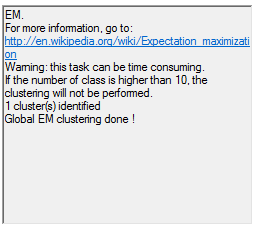 EM.
For more information, go to:
http://en.wikipedia.org/wiki/Expectation_maximizati
on
Warning: this task can be time consuming.
If the number of class is higher than 10, the
clustering will not be performed.
1 cluster(s) identified
Global EM clustering done !